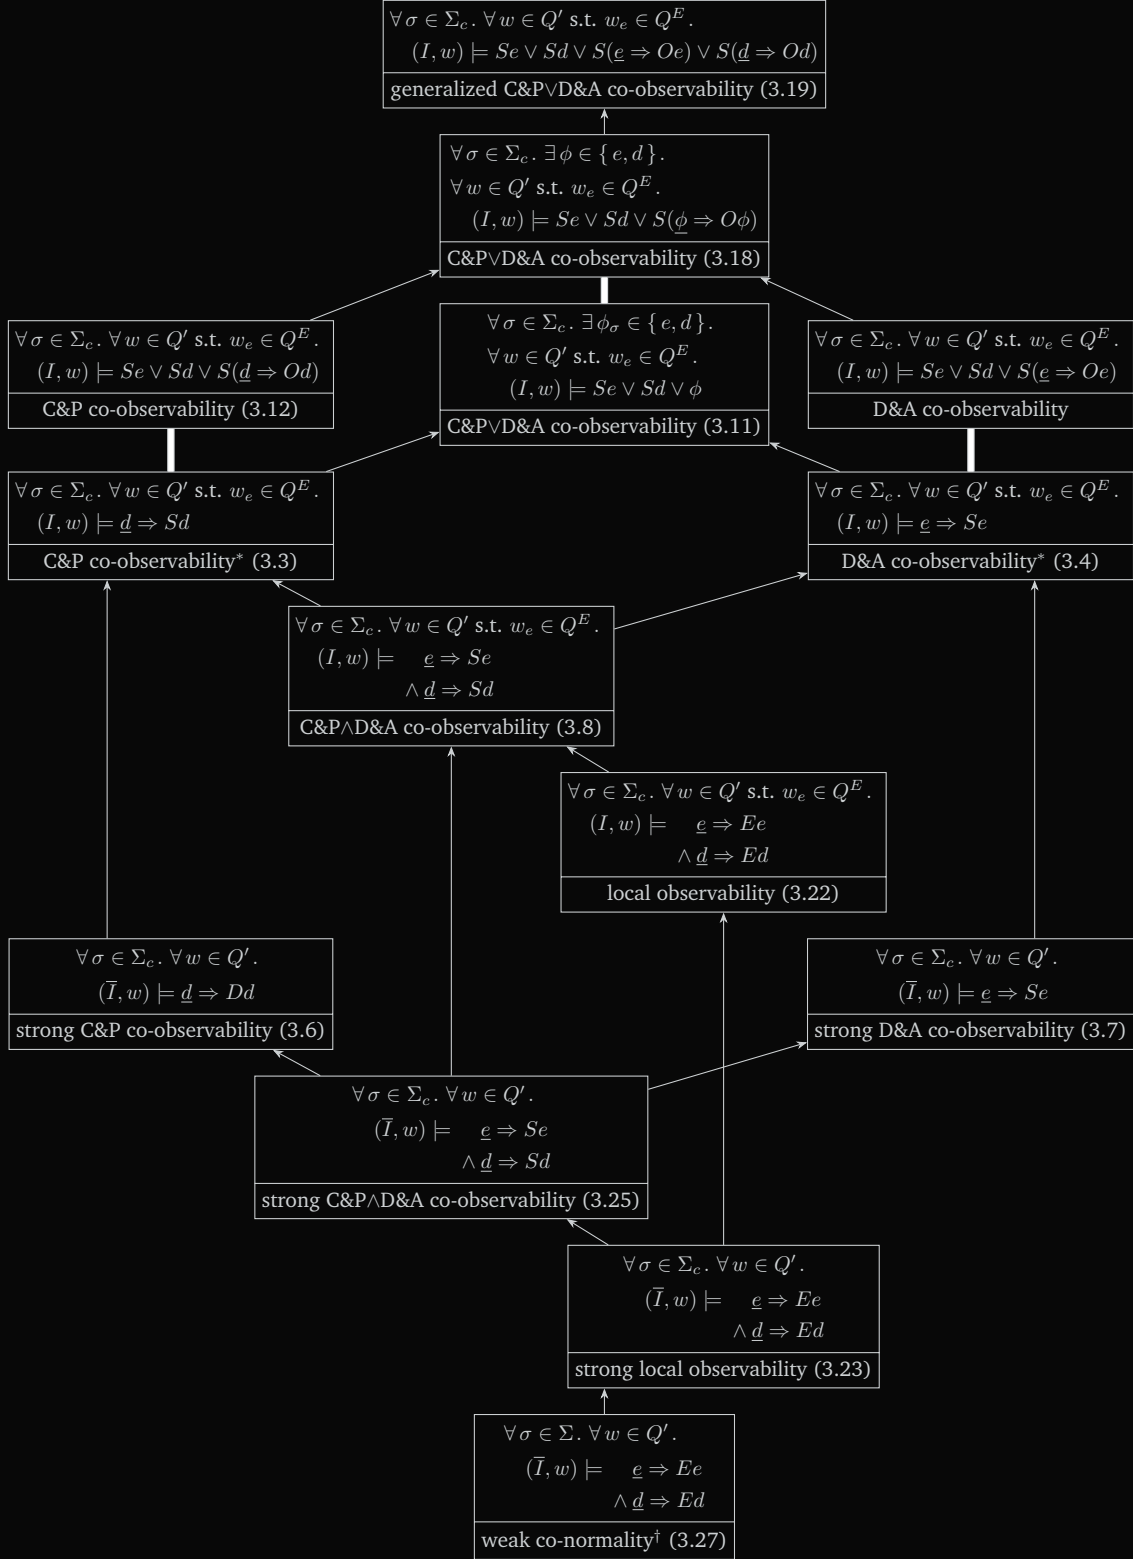 ∀σ ∈ Σ_c. ∀w ∈ Q′ s.t. w_e ∈ Q^E.
(I, w) ⊨ Se ∨ Sd ∨ S(e̲ ⇒ Oe) ∨ S(d̲ ⇒ Od)
generalized C&P∨D&A co-observability (3.19)
∀σ ∈ Σ_c. ∃ϕ ∈ {e, d}.
∀w ∈ Q′ s.t. w_e ∈ Q^E.
(I, w) ⊨ Se ∨ Sd ∨ S(ϕ̲ ⇒ Oϕ)
C&P∨D&A co-observability (3.18)
∀σ ∈ Σ_c. ∀w ∈ Q′ s.t. w_e ∈ Q^E.
(I, w) ⊨ Se ∨ Sd ∨ S(d̲ ⇒ Od)
C&P co-observability (3.12)
∀σ ∈ Σ_c. ∃ϕ_σ ∈ {e, d}.
∀w ∈ Q′ s.t. w_e ∈ Q^E.
(I, w) ⊨ Se ∨ Sd ∨ ϕ
C&P∨D&A co-observability (3.11)
∀σ ∈ Σ_c. ∀w ∈ Q′ s.t. w_e ∈ Q^E.
(I, w) ⊨ Se ∨ Sd ∨ S(e̲ ⇒ Oe)
D&A co-observability
∀σ ∈ Σ_c. ∀w ∈ Q′ s.t. w_e ∈ Q^E.
(I, w) ⊨ d̲ ⇒ Sd
C&P co-observability* (3.3)
∀σ ∈ Σ_c. ∀w ∈ Q′ s.t. w_e ∈ Q^E.
(I, w) ⊨ e̲ ⇒ Se
D&A co-observability* (3.4)
∀σ ∈ Σ_c. ∀w ∈ Q′ s.t. w_e ∈ Q^E.
(I, w) ⊨ e̲ ⇒ Se
∧ d̲ ⇒ Sd
C&P∧D&A co-observability (3.8)
∀σ ∈ Σ_c. ∀w ∈ Q′ s.t. w_e ∈ Q^E.
(I, w) ⊨ e̲ ⇒ Ee
∧ d̲ ⇒ Ed
local observability (3.22)
∀σ ∈ Σ_c. ∀w ∈ Q′.
(I̅, w) ⊨ d̲ ⇒ Dd
strong C&P co-observability (3.6)
∀σ ∈ Σ_c. ∀w ∈ Q′.
(I̅, w) ⊨ e̲ ⇒ Se
strong D&A co-observability (3.7)
∀σ ∈ Σ_c. ∀w ∈ Q′.
(I̅, w) ⊨ e̲ ⇒ Se
∧ d̲ ⇒ Sd
strong C&P∧D&A co-observability (3.25)
∀σ ∈ Σ_c. ∀w ∈ Q′.
(I̅, w) ⊨ e̲ ⇒ Ee
∧ d̲ ⇒ Ed
strong local observability (3.23)
∀σ ∈ Σ. ∀w ∈ Q′.
(I̅, w) ⊨ e̲ ⇒ Ee
∧ d̲ ⇒ Ed
weak co-normality† (3.27)